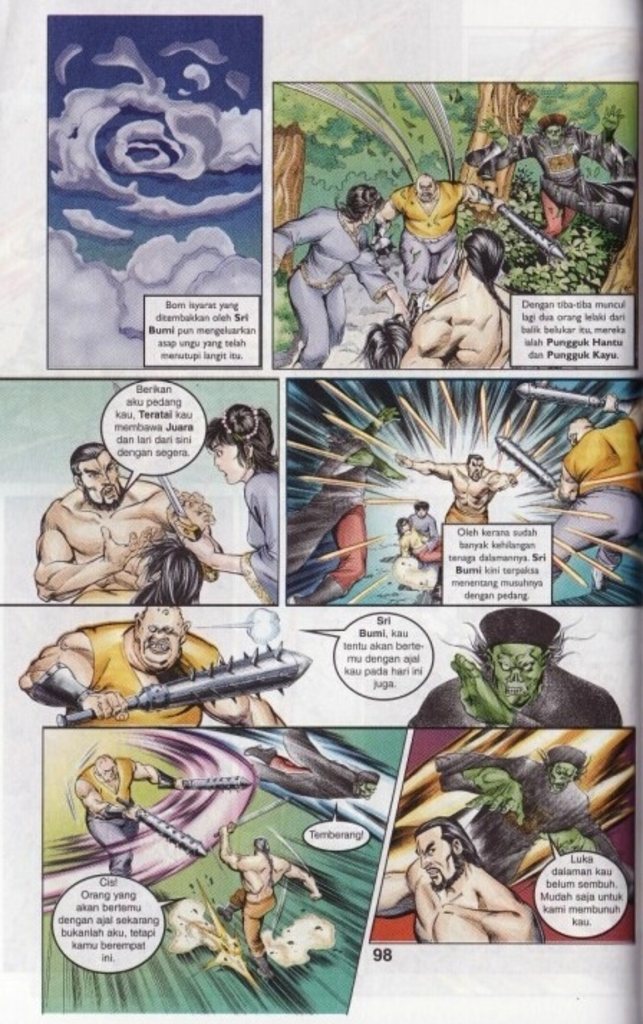 Bom isyarat yang
ditembakkan oleh Sri
Bumi pun mengeluarkan
asap ungu yang telah
menutupi langit itu.
Dengan tiba-tiba muncul
lagi dua orang lelaki dari
balik belukar itu, mereka
ialah Pungguk Hantu
dan Pungguk Kayu.
Berikan
aku pedang
kau, Teratai kau
membawa Juara
dan lari dari sini
dengan segera.
Oleh kerana sudah
banyak kehilangan
tenaga dalamannya. Sri
Bumi kini terpaksa
menentang musuhnya
dengan pedang.
Sri
Bumi, kau
tentu akan berte-
mu dengan ajal
kau pada hari ini
juga.
Temberang!
Cis!
Orang yang
akan bertemu
dengan ajal sekarang
bukanlah aku, tetapi
kamu berempat
ini.
Luka
dalaman kau
belum sembuh.
Mudah saja untuk
kami membunuh
kau.
98